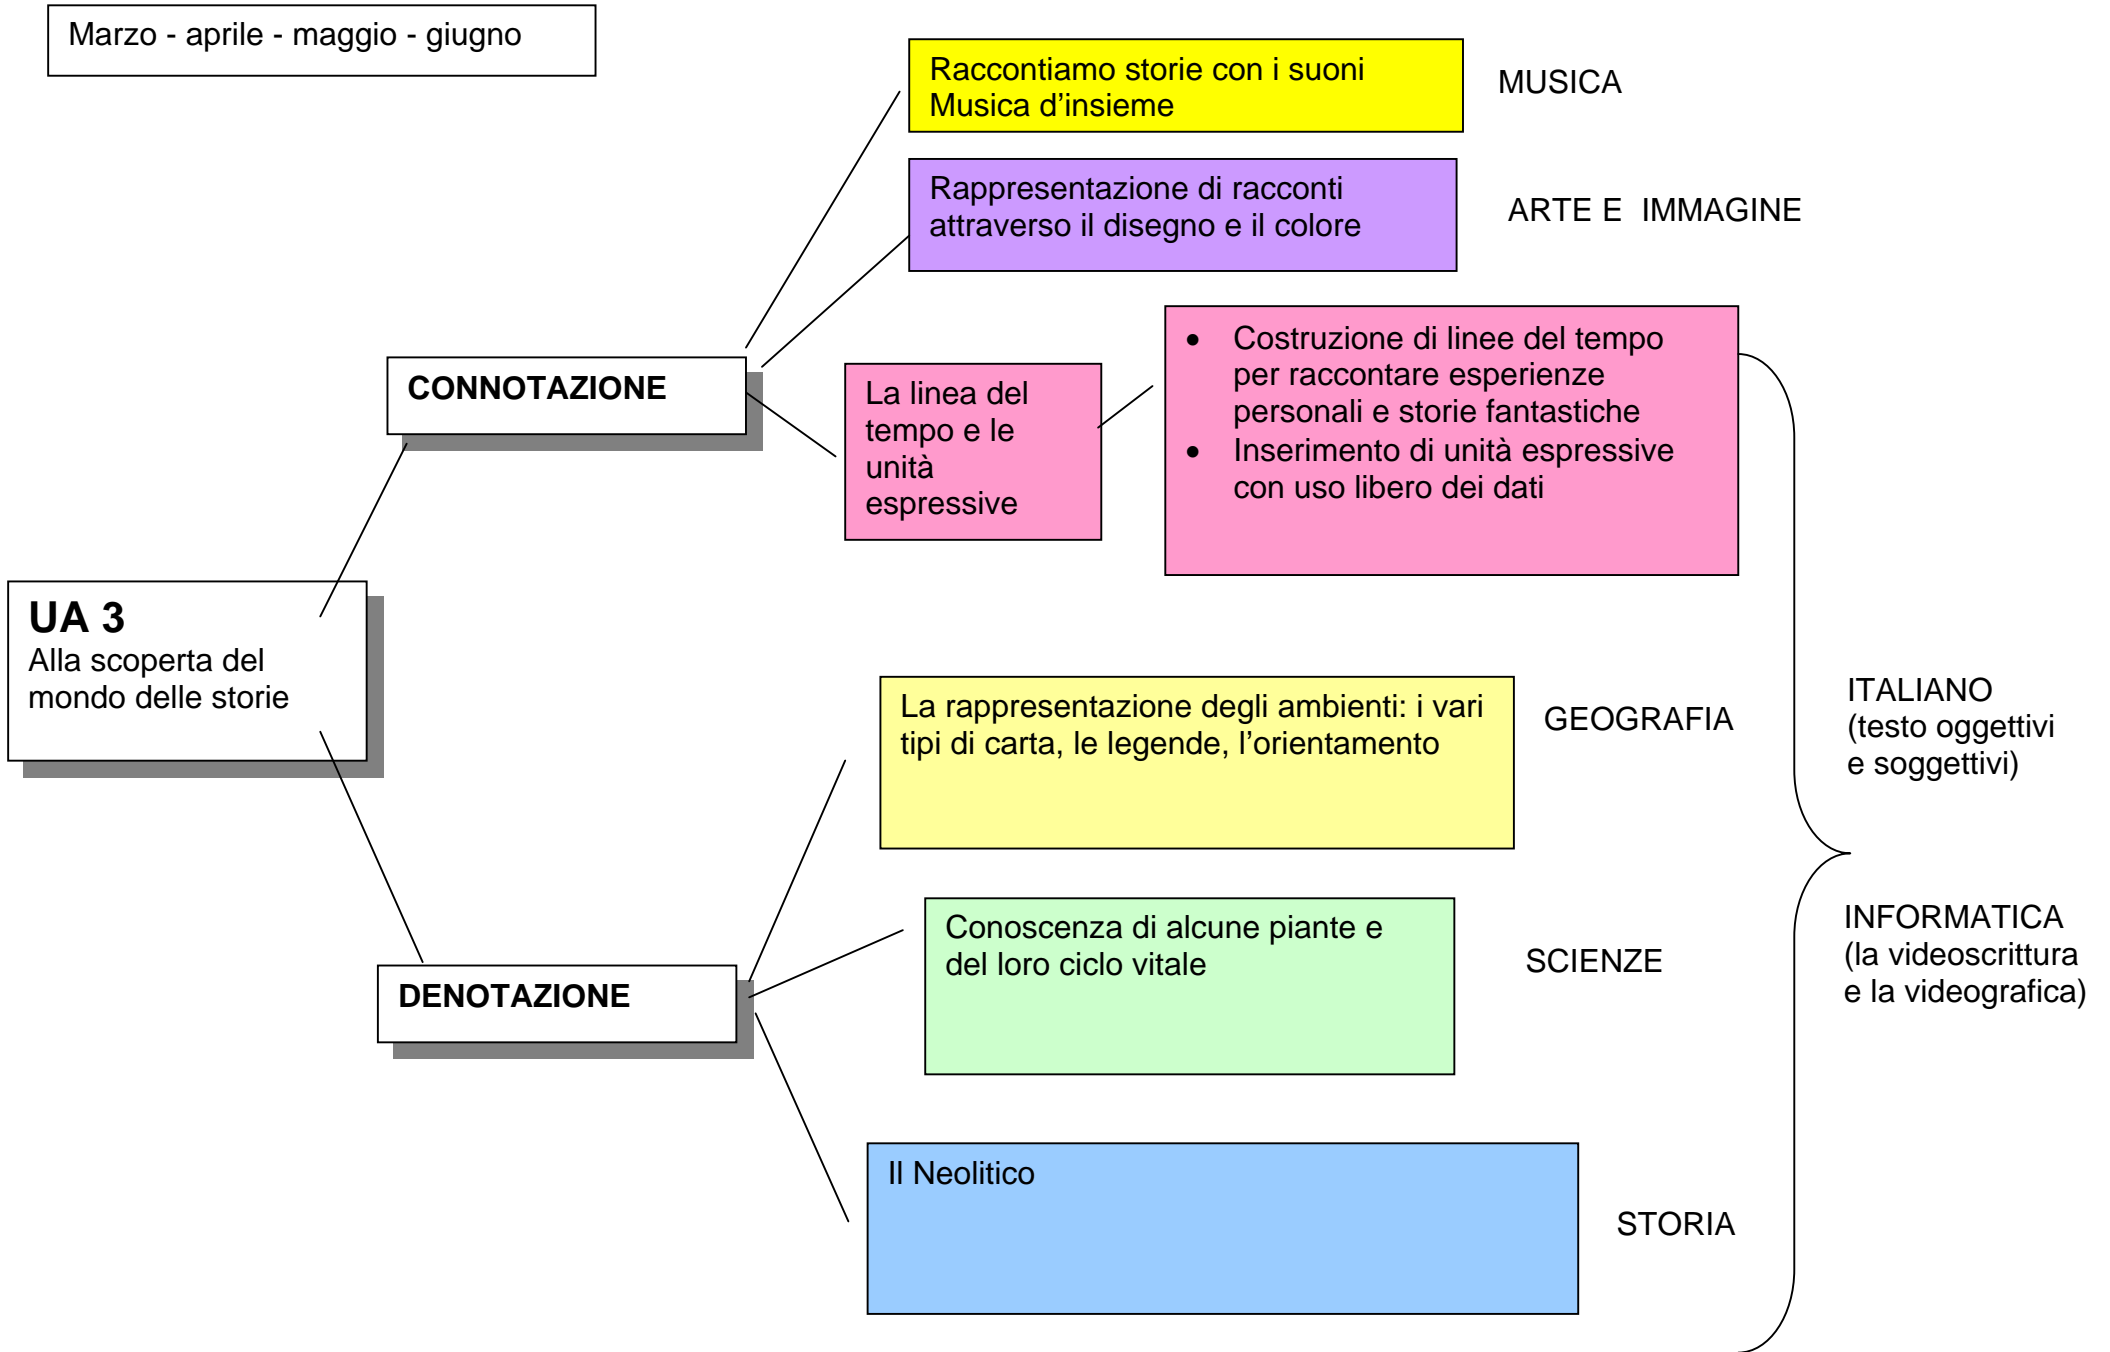 Marzo - aprile - maggio - giugno
Raccontiamo storie con i suoni
Musica d’insieme
MUSICA
Rappresentazione di racconti
attraverso il disegno e il colore
ARTE E  IMMAGINE
CONNOTAZIONE
La linea del
tempo e le
unità
espressive
• Costruzione di linee del tempo
per raccontare esperienze
personali e storie fantastiche
• Inserimento di unità espressive
con uso libero dei dati
UA 3
Alla scoperta del
mondo delle storie
La rappresentazione degli ambienti: i vari
tipi di carta, le legende, l’orientamento
GEOGRAFIA
ITALIANO
(testo oggettivi
e soggettivi)
Conoscenza di alcune piante e
del loro ciclo vitale
SCIENZE
INFORMATICA
(la videoscrittura
e la videografica)
DENOTAZIONE
Il Neolitico
STORIA